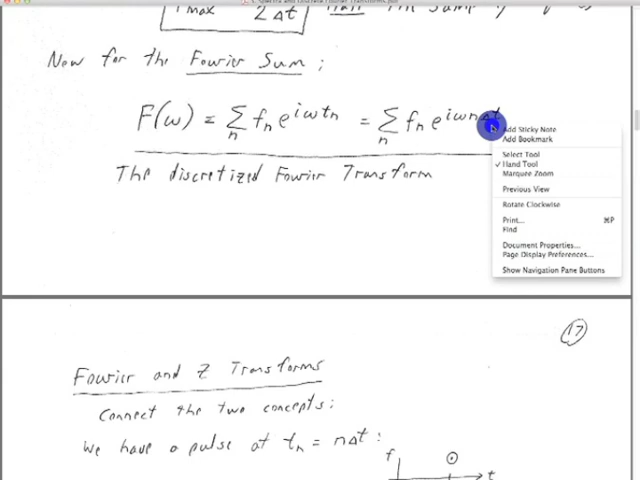 max 2Δt
Now for the Fourier Sum;
F(ω) = Σ fₙ e^{iωtₙ} = Σ fₙ e^{iωnΔt}
n n
The discretized Fourier Transform
Add Sticky Note
Add Bookmark
Select Tool
✓ Hand Tool
Marquee Zoom
Previous View
Rotate Clockwise
Print... ⌘P
Find
Document Properties...
Page Display Preferences...
Show Navigation Pane Buttons
17
Fourier and Z Transforms
Connect the two concepts:
We have a pulse at tₙ = nΔt:
f
t